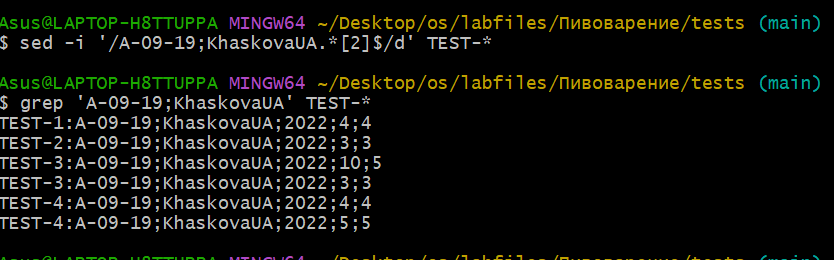 Asus@LAPTOP-H8TTUPPA MINGW64 ~/Desktop/os/labfiles/Пивоварение/tests (main)
$ sed -i '/A-09-19;KhaskovaUA.*[2]$/d' TEST-*
Asus@LAPTOP-H8TTUPPA MINGW64 ~/Desktop/os/labfiles/Пивоварение/tests (main)
$ grep 'A-09-19;KhaskovaUA' TEST-*
TEST-1:A-09-19;KhaskovaUA;2022;4;4
TEST-2:A-09-19;KhaskovaUA;2022;3;3
TEST-3:A-09-19;KhaskovaUA;2022;10;5
TEST-3:A-09-19;KhaskovaUA;2022;3;3
TEST-4:A-09-19;KhaskovaUA;2022;4;4
TEST-4:A-09-19;KhaskovaUA;2022;5;5
Asus@LAPTOP-H8TTUPPA MINGW64 ~/Desktop/os/labfiles/Пивоварение/tests (main)